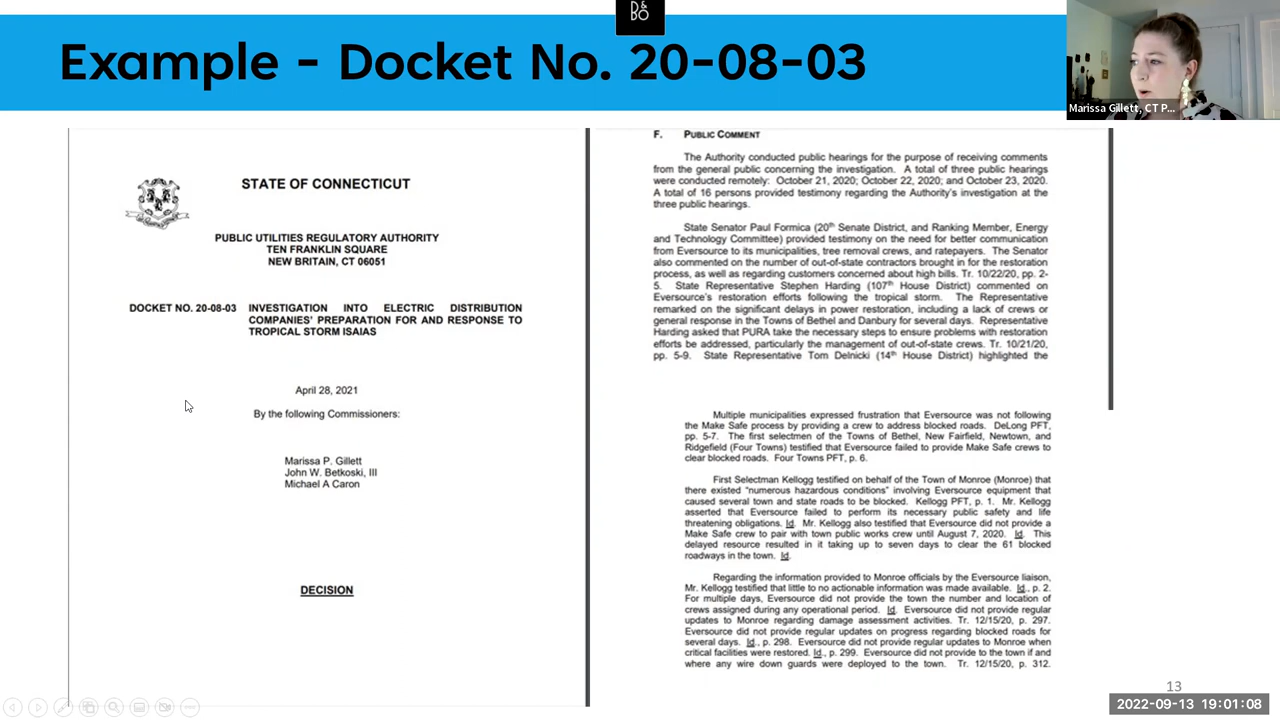 B&O
Example - Docket No. 20-08-03
Marissa Gillett, CT P...
STATE OF CONNECTICUT
PUBLIC UTILITIES REGULATORY AUTHORITY
TEN FRANKLIN SQUARE
NEW BRITAIN, CT 06051
DOCKET NO. 20-08-03 INVESTIGATION INTO ELECTRIC DISTRIBUTION
COMPANIES' PREPARATION FOR AND RESPONSE TO
TROPICAL STORM ISAIAS
April 28, 2021
By the following Commissioners:
Marissa P. Gillett
John W. Betkoski, III
Michael A Caron
DECISION
F. PUBLIC COMMENT
The Authority conducted public hearings for the purpose of receiving comments
from the general public concerning the investigation. A total of three public hearings
were conducted remotely: October 21, 2020; October 22, 2020; and October 23, 2020.
A total of 16 persons provided testimony regarding the Authority's investigation at the
three public hearings.
State Senator Paul Formica (20th Senate District, and Ranking Member, Energy
and Technology Committee) provided testimony on the need for better communication
from Eversource to its municipalities, tree removal crews, and ratepayers. The Senator
also commented on the number of out-of-state contractors brought in for the restoration
process, as well as regarding customers concerned about high bills. Tr. 10/22/20, pp. 2-
5. State Representative Stephen Harding (107th House District) commented on
Eversource's restoration efforts following the tropical storm. The Representative
remarked on the significant delays in power restoration, including a lack of crews or
general response in the Towns of Bethel and Danbury for several days. Representative
Harding asked that PURA take the necessary steps to ensure problems with restoration
efforts be addressed, particularly the management of out-of-state crews. Tr. 10/21/20,
pp. 5-9. State Representative Tom Delnicki (14th House District) highlighted the
Multiple municipalities expressed frustration that Eversource was not following
the Make Safe process by providing a crew to address blocked roads. DeLong PFT,
pp. 5-7. The first selectmen of the Towns of Bethel, New Fairfield, Newtown, and
Ridgefield (Four Towns) testified that Eversource failed to provide Make Safe crews to
clear blocked roads. Four Towns PFT, p. 6.
First Selectman Kellogg testified on behalf of the Town of Monroe (Monroe) that
there existed "numerous hazardous conditions" involving Eversource equipment that
caused several town and state roads to be blocked. Kellogg PFT, p. 1. Mr. Kellogg
asserted that Eversource failed to perform its necessary public safety and life
threatening obligations. Id. Mr. Kellogg also testified that Eversource did not provide a
Make Safe crew to pair with town public works crew until August 7, 2020. Id. This
delayed resource resulted in it taking up to seven days to clear the 61 blocked
roadways in the town. Id.
Regarding the information provided to Monroe officials by the Eversource liaison,
Mr. Kellogg testified that little to no actionable information was made available. Id., p. 2.
For multiple days, Eversource did not provide the town the number and location of
crews assigned during any operational period. Id. Eversource did not provide regular
updates to Monroe regarding damage assessment activities. Tr. 12/15/20, p. 297.
Eversource did not provide regular updates on progress regarding blocked roads for
several days. Id., p. 298. Eversource did not provide regular updates to Monroe when
critical facilities were restored. Id., p. 299. Eversource did not provide to the town if and
where any wire down guards were deployed to the town. Tr. 12/15/20, p. 312.
13
2022-09-13 19:01:08